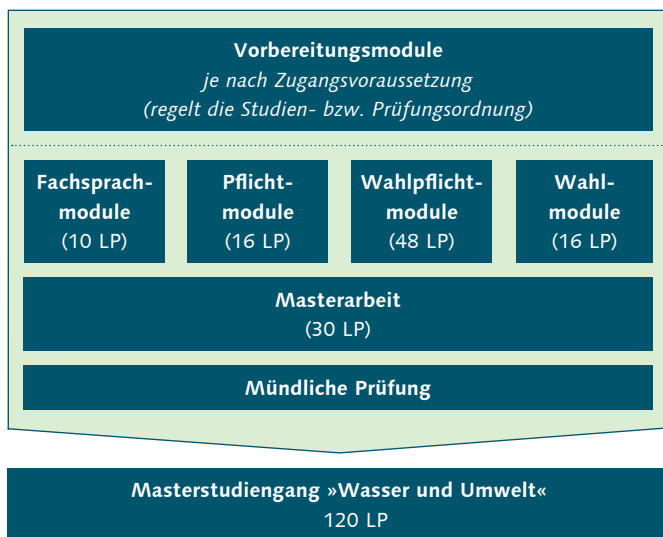 Vorbereitungsmodule
je nach Zugangsvoraussetzung
(regelt die Studien- bzw. Prüfungsordnung)
Fachsprach-
module
(10 LP)
Pflicht-
module
(16 LP)
Wahlpflicht-
module
(48 LP)
Wahl-
module
(16 LP)
Masterarbeit
(30 LP)
Mündliche Prüfung
Masterstudiengang »Wasser und Umwelt«
120 LP